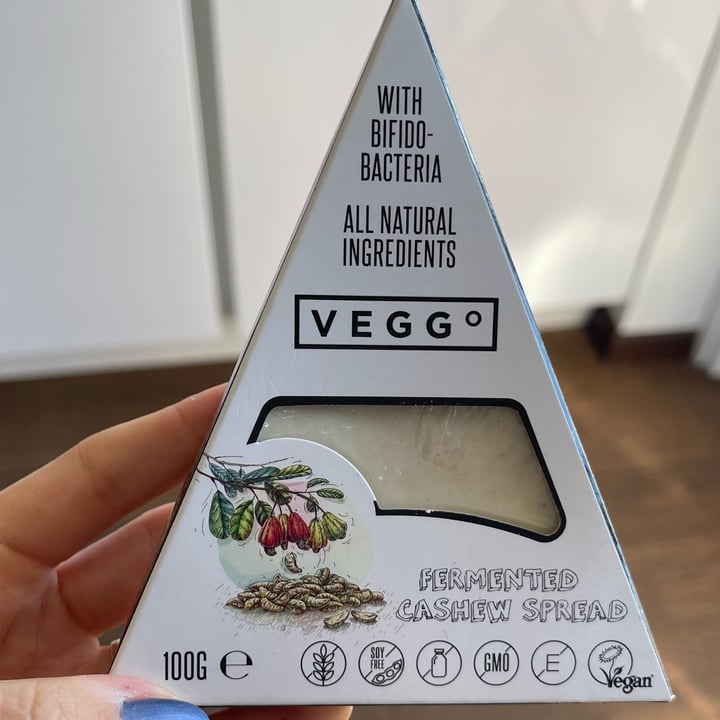 WITH
BIFIDO-
BACTERIA
ALL NATURAL
INGREDIENTS
VEGGO
FERMENTED
CASHEW SPREAD
100G ℮
SOY
FREE
GMO
E
Vegan